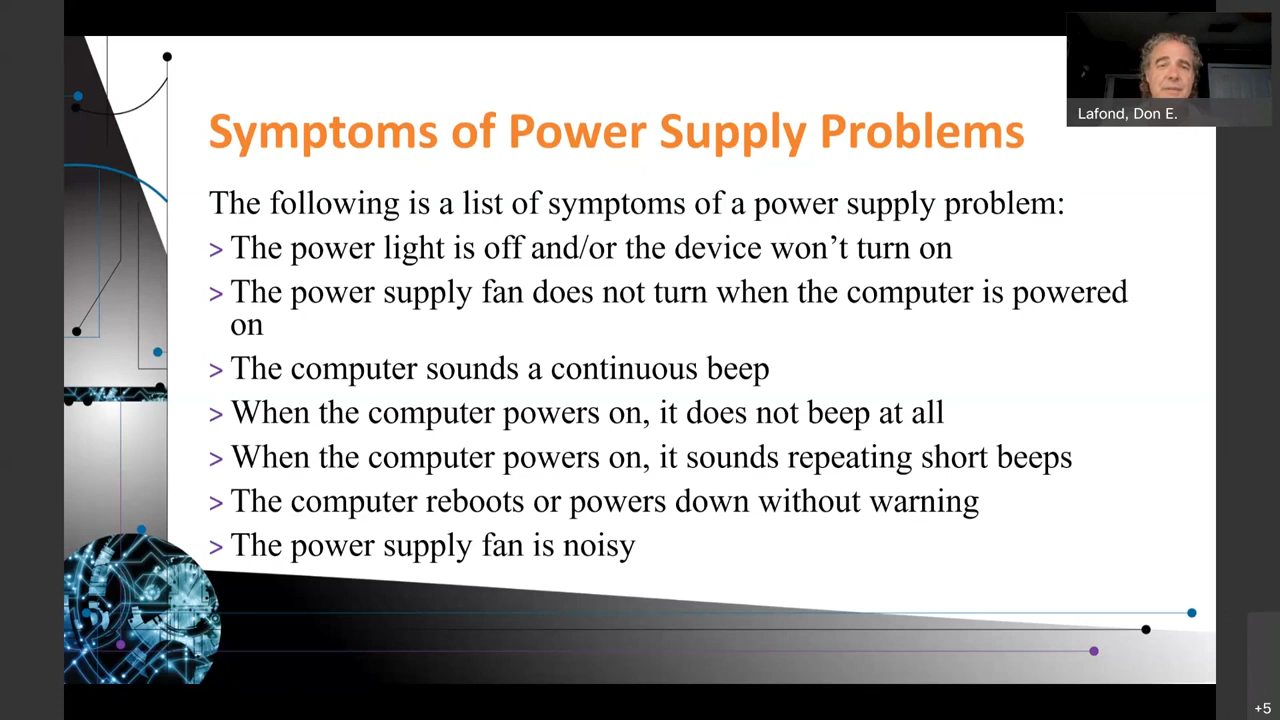 Symptoms of Power Supply Problems
Lafond, Don E.
The following is a list of symptoms of a power supply problem:
> The power light is off and/or the device won’t turn on
> The power supply fan does not turn when the computer is powered
on
> The computer sounds a continuous beep
> When the computer powers on, it does not beep at all
> When the computer powers on, it sounds repeating short beeps
> The computer reboots or powers down without warning
> The power supply fan is noisy
+5